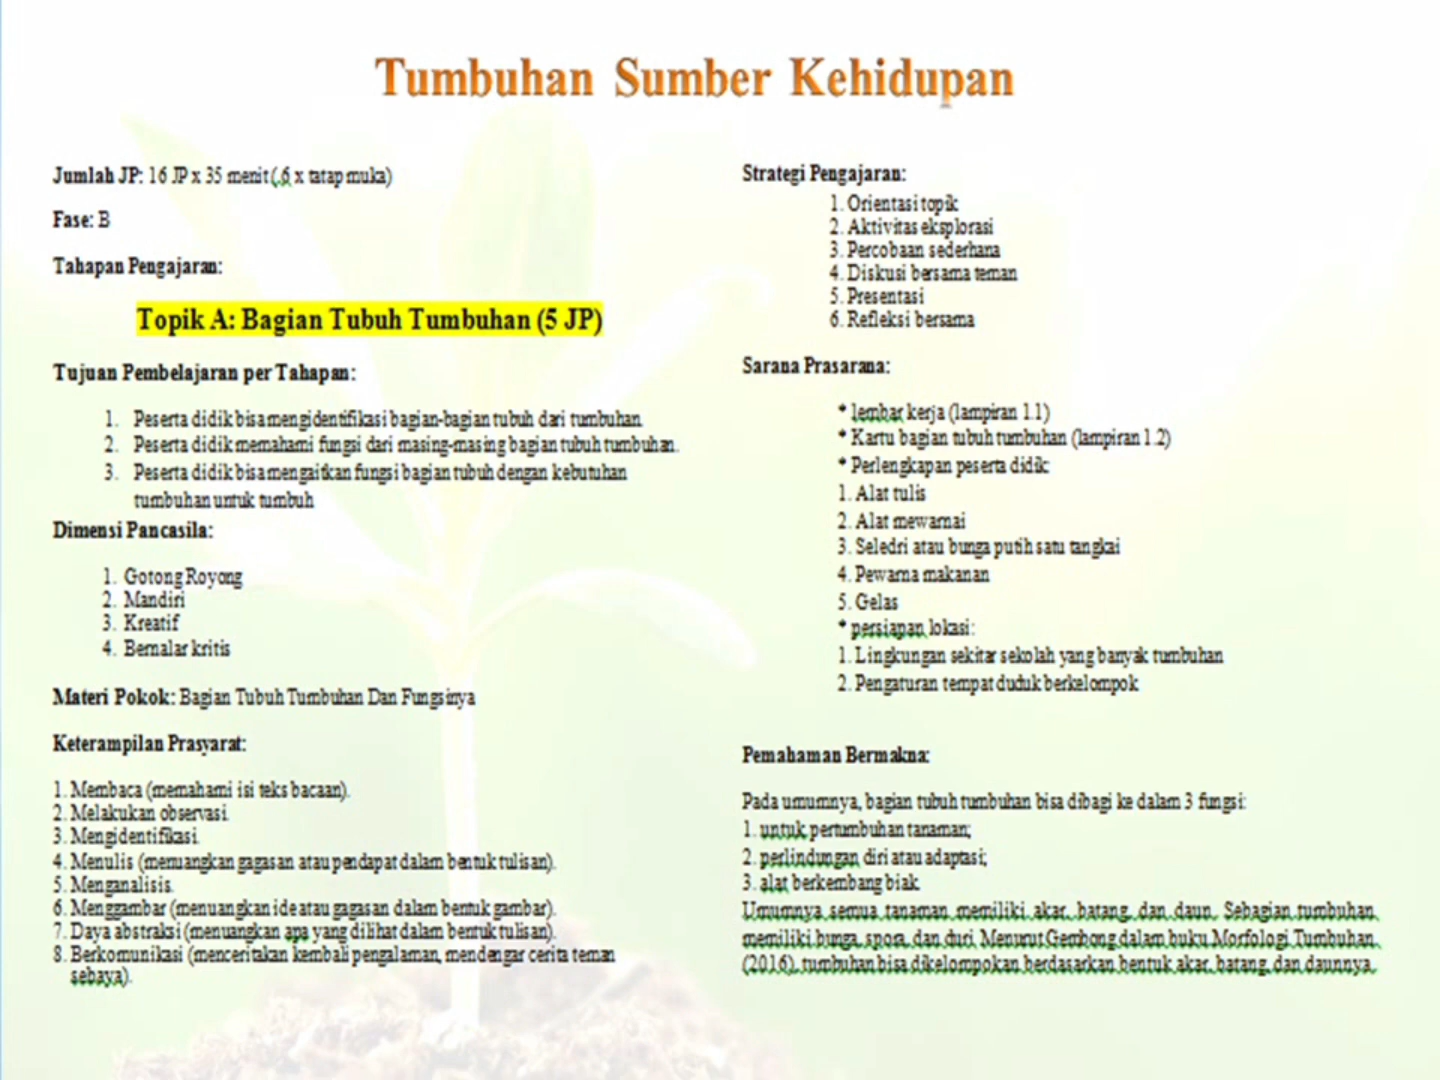 Tumbuhan Sumber Kehidupan
Jumlah JP: 16 JP x 35 menit ( 6 x tatap muka)
Fase: B
Tahapan Pengajaran:
Topik A: Bagian Tubuh Tumbuhan (5 JP)
Tujuan Pembelajaran per Tahapan:
1. Peserta didik bisa mengidentifikasi bagian-bagian tubuh dari tumbuhan.
2. Peserta didik memahami fungsi dari masing-masing bagian tubuh tumbuhan.
3. Peserta didik bisa mengaitkan fungsi bagian tubuh dengan kebutuhan
tumbuhan untuk tumbuh
Dimensi Pancasila:
1. Gotong Royong
2. Mandiri
3. Kreatif
4. Bernalar kritis
Materi Pokok: Bagian Tubuh Tumbuhan Dan Fungsinya
Keterampilan Prasyarat:
1. Membaca (memahami isi teks bacaan).
2. Melakukan observasi.
3. Mengidentifikasi.
4. Menulis (menuangkan gagasan atau pendapat dalam bentuk tulisan).
5. Menganalisis.
6. Menggambar (menuangkan ide atau gagasan dalam bentuk gambar).
7. Daya abstraksi (menuangkan apa yang dilihat dalam bentuk tulisan).
8. Berkomunikasi (menceritakan kembali pengalaman, mendengar cerita teman
sebaya).
Strategi Pengajaran:
1. Orientasi topik
2. Aktivitas eksplorasi
3. Percobaan sederhana
4. Diskusi bersama teman
5. Presentasi
6. Refleksi bersama
Sarana Prasarana:
* lembar kerja (lampiran 1.1)
* Kartu bagian tubuh tumbuhan (lampiran 1.2)
* Perlengkapan peserta didik:
1. Alat tulis
2. Alat mewarnai
3. Seledri atau bunga putih satu tangkai
4. Pewarna makanan
5. Gelas
* persiapan lokasi:
1. Lingkungan sekitar sekolah yang banyak tumbuhan
2. Pengaturan tempat duduk berkelompok
Pemahaman Bermakna:
Pada umumnya, bagian tubuh tumbuhan bisa dibagi ke dalam 3 fungsi:
1. untuk pertumbuhan tanaman;
2. perlindungan diri atau adaptasi;
3. alat berkembang biak.
Umumnya semua tanaman memiliki akar, batang, dan daun. Sebagian tumbuhan
memiliki bunga, spora, dan duri. Menurut Gembong dalam buku Morfologi Tumbuhan
(2016), tumbuhan bisa dikelompokan berdasarkan bentuk akar, batang, dan daunnya.